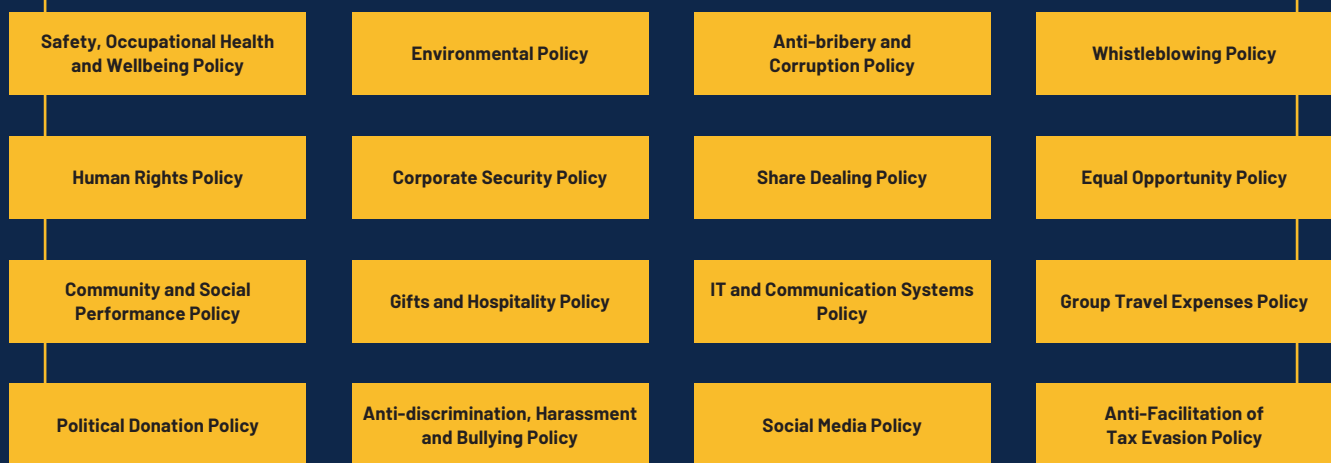 Safety, Occupational Health
and Wellbeing Policy
Environmental Policy
Anti-bribery and
Corruption Policy
Whistleblowing Policy
Human Rights Policy
Corporate Security Policy
Share Dealing Policy
Equal Opportunity Policy
Community and Social
Performance Policy
Gifts and Hospitality Policy
IT and Communication Systems
Policy
Group Travel Expenses Policy
Political Donation Policy
Anti-discrimination, Harassment
and Bullying Policy
Social Media Policy
Anti-Facilitation of
Tax Evasion Policy